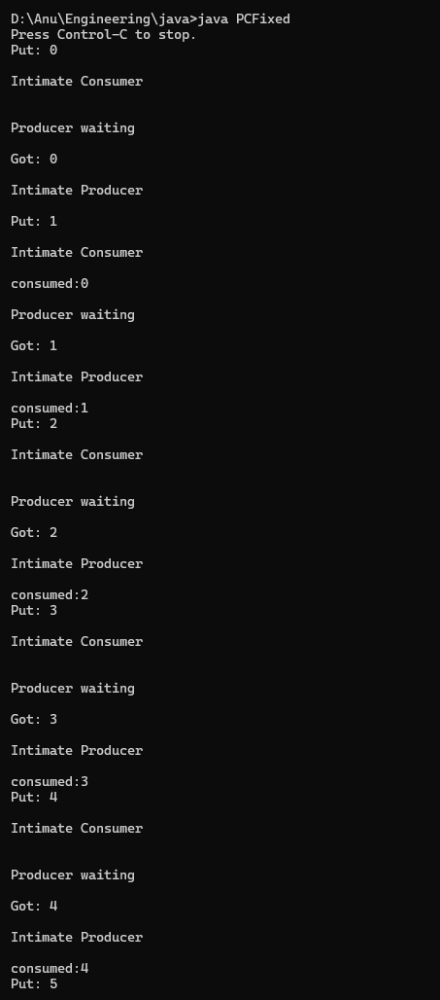 D:\Anu\Engineering\java>java PCFixed
Press Control-C to stop.
Put: 0
Intimate Consumer
Producer waiting
Got: 0
Intimate Producer
Put: 1
Intimate Consumer
consumed:0
Producer waiting
Got: 1
Intimate Producer
consumed:1
Put: 2
Intimate Consumer
Producer waiting
Got: 2
Intimate Producer
consumed:2
Put: 3
Intimate Consumer
Producer waiting
Got: 3
Intimate Producer
consumed:3
Put: 4
Intimate Consumer
Producer waiting
Got: 4
Intimate Producer
consumed:4
Put: 5